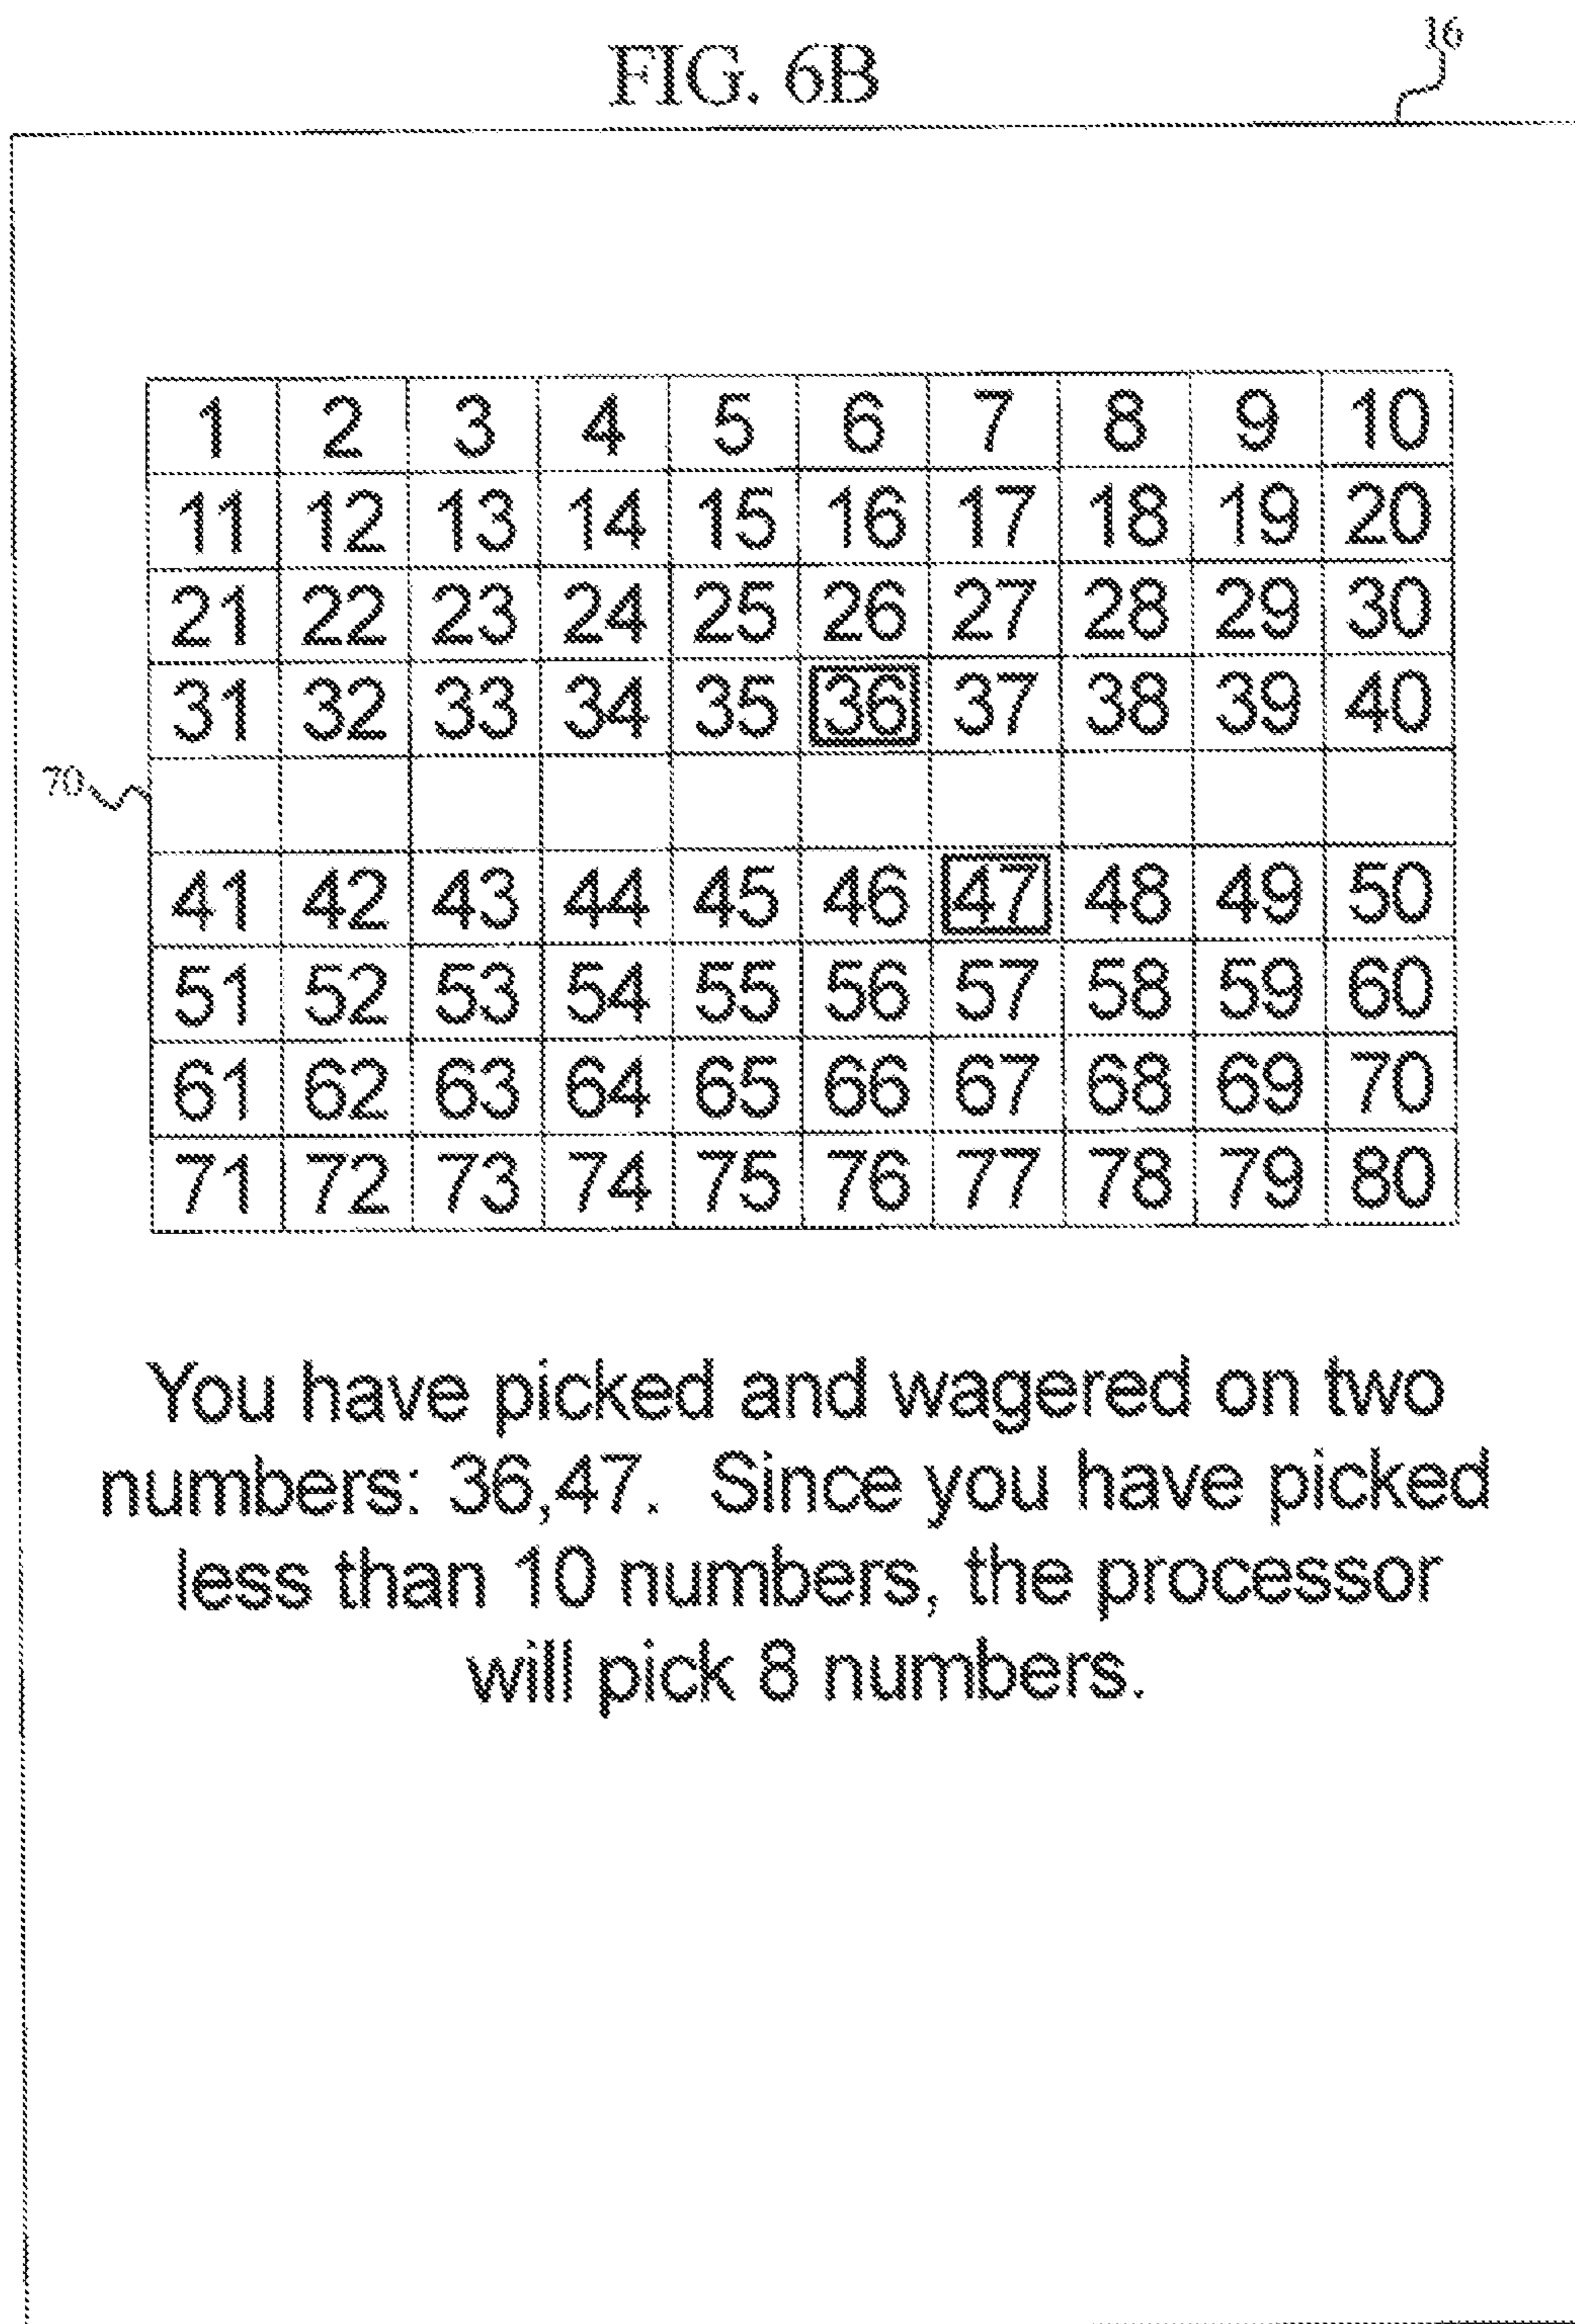 FIG. 6B
16
1 2 3 4 5 6 7 8 9 10
11 12 13 14 15 16 17 18 19 20
21 22 23 24 25 26 27 28 29 30
31 32 33 34 35 36 37 38 39 40
70
41 42 43 44 45 46 47 48 49 50
51 52 53 54 55 56 57 58 59 60
61 62 63 64 65 66 67 68 69 70
71 72 73 74 75 76 77 78 79 80
You have picked and wagered on two
numbers: 36,47. Since you have picked
less than 10 numbers, the processor
will pick 8 numbers.